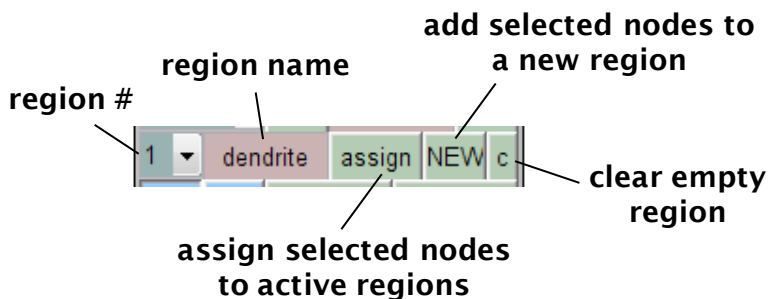 add selected nodes to
a new region
region name
region #
1 dendrite assign NEW c
clear empty
region
assign selected nodes
to active regions